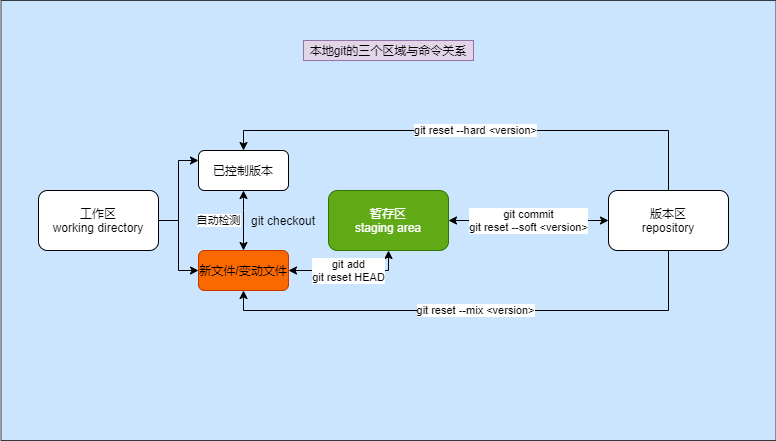 本地git的三个区域与命令关系
git reset --hard <version>
已控制版本
工作区
working directory
自动检测
git checkout
暂存区
staging area
git commit
git reset --soft <version>
版本区
repository
新文件/变动文件
git add
git reset HEAD
git reset --mix <version>